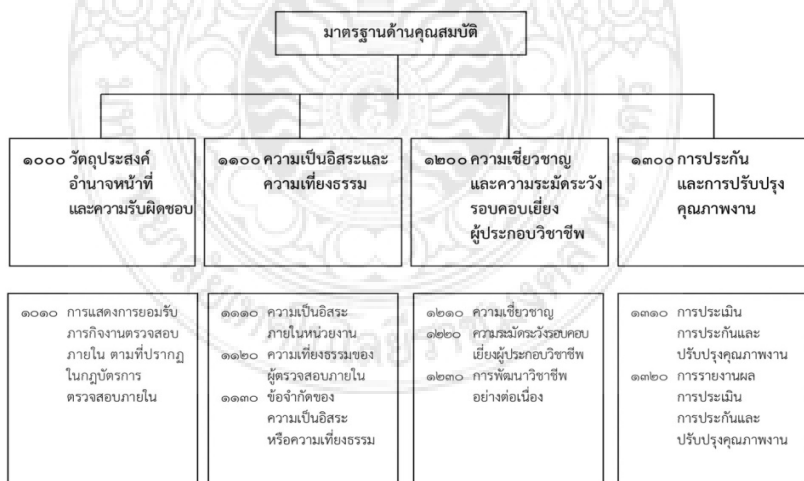 มาตรฐานด้านคุณสมบัติ
๑๐๐๐ วัตถุประสงค์
อำนาจหน้าที่
และความรับผิดชอบ
๑๑๐๐ ความเป็นอิสระและ
ความเที่ยงธรรม
๑๒๐๐ ความเชี่ยวชาญ
และความระมัดระวัง
รอบคอบเยี่ยง
ผู้ประกอบวิชาชีพ
๑๓๐๐ การประกัน
และการปรับปรุง
คุณภาพงาน
๑๐๑๐ การแสดงการยอมรับ
ภารกิจงานตรวจสอบ
ภายใน ตามที่ปรากฏ
ในกฎบัตรการ
ตรวจสอบภายใน
๑๑๑๐ ความเป็นอิสระ
ภายในหน่วยงาน
๑๑๒๐ ความเที่ยงธรรมของ
ผู้ตรวจสอบภายใน
๑๑๓๐ ข้อจำกัดของ
ความเป็นอิสระ
หรือความเที่ยงธรรม
๑๒๑๐ ความเชี่ยวชาญ
๑๒๒๐ ความระมัดระวังรอบคอบ
เยี่ยงผู้ประกอบวิชาชีพ
๑๒๓๐ การพัฒนาวิชาชีพ
อย่างต่อเนื่อง
๑๓๑๐ การประเมิน
การประกันและ
ปรับปรุงคุณภาพงาน
๑๓๒๐ การรายงานผล
การประเมิน
การประกันและ
ปรับปรุงคุณภาพงาน